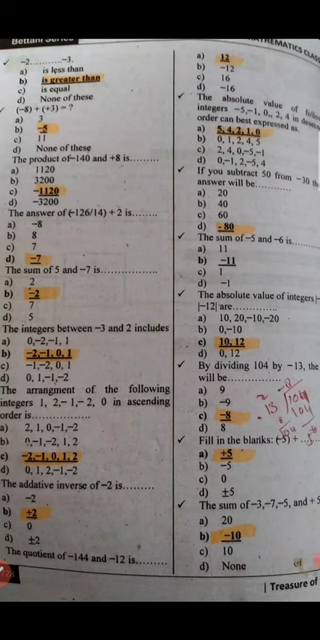 Bettani Series
✓ -2......-3.
a) is less than
b) is greater than
c) is equal
d) None of these
✓ (-8) + (+3) = ?
a) 3
b) -5
c) 11
d) None of these
The product of-140 and +8 is.........
a) 1120
b) 3200
c) -1120
d) -3200
The answer of (-126/14) + 2 is.......
a) -8
b) 8
c) 7
d) -7
The sum of 5 and -7 is..............
a) 2
b) -2
c) 7
d) 5
The integers between -3 and 2 includes
a) 0,-2,-1, 1
b) -2,-1, 0, 1
c) -1,-2, 0, 1
d) 0, 1,-1,-2
The arrangment of the following
integers 1, 2,- 1,- 2, 0 in ascending
order is...............
a) 2, 1, 0,-1,-2
b) 0,-1,-2, 1, 2
c) -2,-1, 0, 1, 2
d) 0, 1, 2,-1,-2
The addative inverse of -2 is.........
a) -2
b) +2
c) 0
d) ±2
The quotient of -144 and -12 is.......
MATHEMATICS CLASS
a) 12
b) -12
c) 16
d) -16
✓ The absolute value of
integers -5,-1, 0,, 2, 4 in
order can best expressed as.
a) 5, 4, 2, 1, 0
b) 0, 1, 2, 4, 5
c) 2, 4, 0,-5,-1
d) 0,-1, 2,-5, 4
✓ If you subtract 50 from -30
answer will be.............
a) 20
b) 40
c) 60
d) - 80
✓ The sum of -5 and -6 is.......
a) 11
b) -11
c) 1
d) -1
✓ The absolute value of integers
|-12| are..............
a) 10, 20,-10,-20
b) 0,-10
c) 10, 12
d) 0, 12
✓ By dividing 104 by -13, the
will be...............
a) 9
b) -9
c) -8
d) 8
✓ Fill in the blanks: (-5) +
a) +5
b) -5
c) 0
d) ±5
✓ The sum of -3,-7,-5, and +5
a) 20
b) -10
c) 10
d) None
| Treasure of